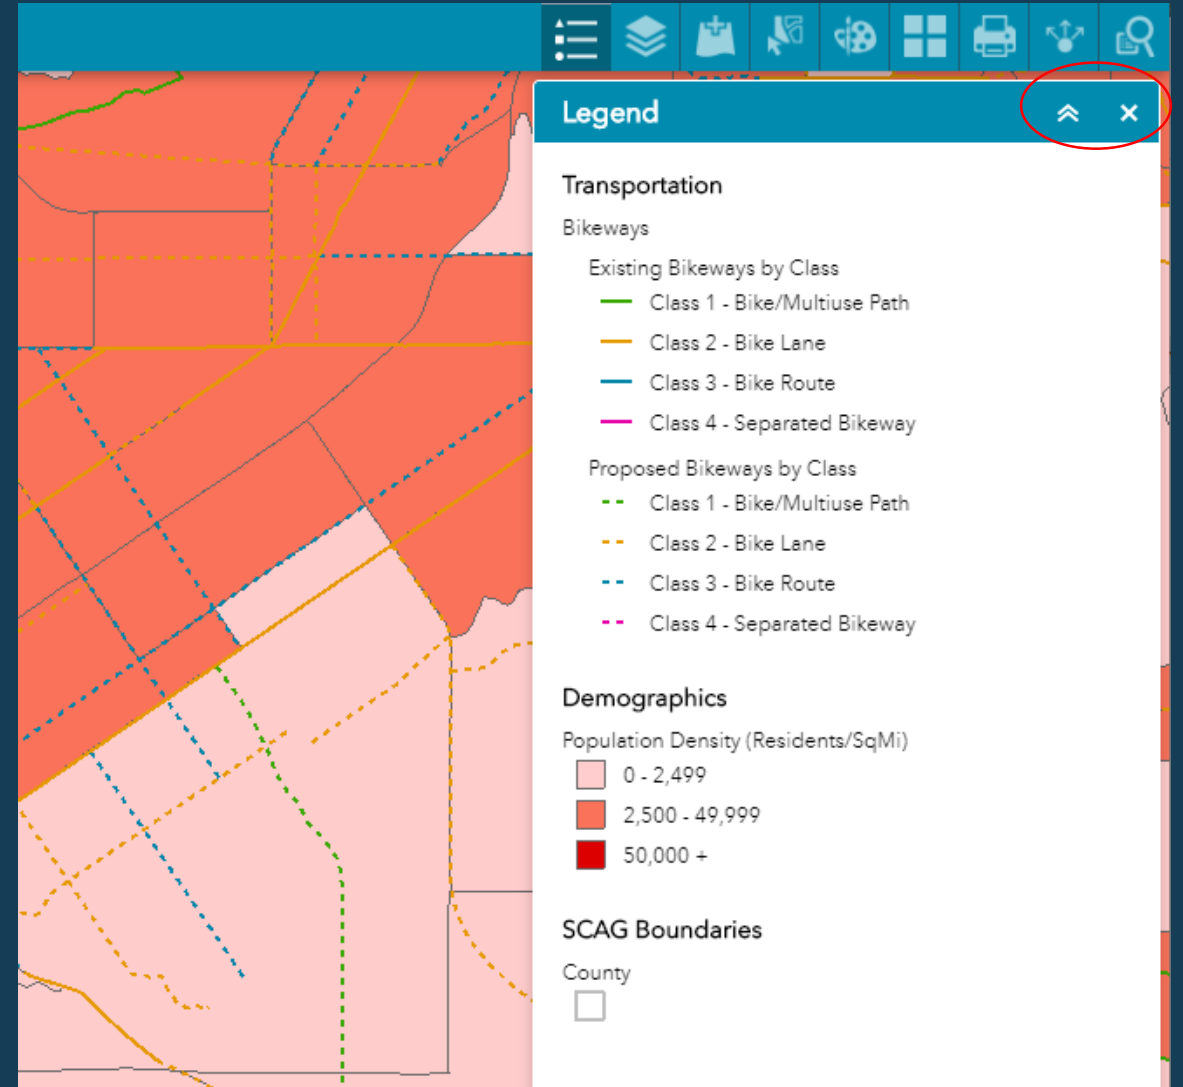 Legend
Transportation
Bikeways
Existing Bikeways by Class
Class 1 - Bike/Multiuse Path
Class 2 - Bike Lane
Class 3 - Bike Route
Class 4 - Separated Bikeway
Proposed Bikeways by Class
Class 1 - Bike/Multiuse Path
Class 2 - Bike Lane
Class 3 - Bike Route
Class 4 - Separated Bikeway
Demographics
Population Density (Residents/SqMi)
0 - 2,499
2,500 - 49,999
50,000 +
SCAG Boundaries
County